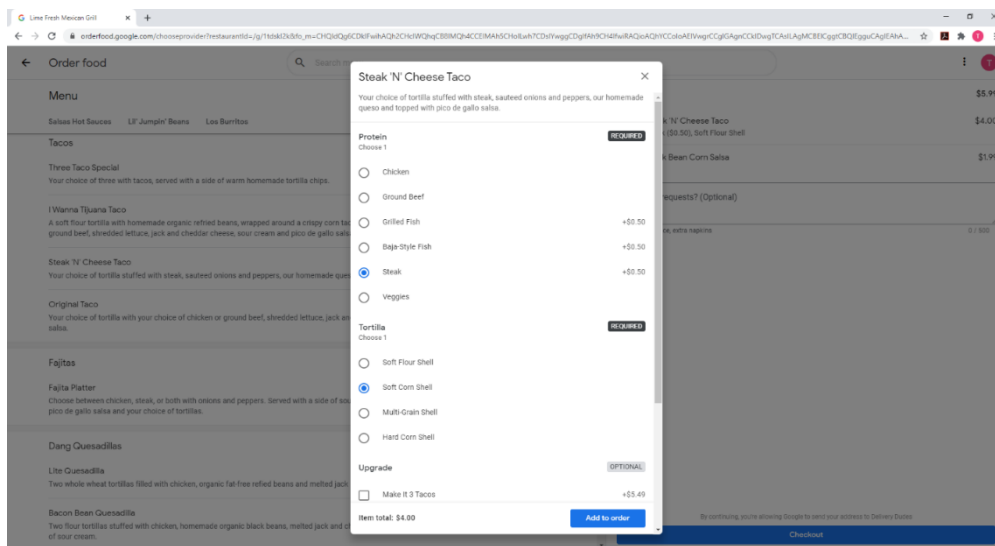 Lime Fresh Mexican Grill
Order food
Search m
$5.99
Menu
Salsas Hot Sauces Lil' Jumpin' Beans Los Burritos
Tacos
Three Taco Special
Your choice of three with tacos, served with a side of warm homemade tortilla chips.
I Wanna Tijuana Taco
A soft flour tortilla with homemade organic refried beans, wrapped around a crispy corn tac
ground beef, shredded lettuce, jack and cheddar cheese, sour cream and pico de gallo sals
Steak 'N' Cheese Taco
Your choice of tortilla stuffed with steak, sauteed onions and peppers, our homemade ques
Original Taco
Your choice of tortilla with your choice of chicken or ground beef, shredded lettuce, jack an
salsa.
Fajitas
Fajita Platter
Choose between chicken, steak, or both with onions and peppers. Served with a side of sou
pico de gallo salsa and your choice of tortillas.
Dang Quesadillas
Lite Quesadilla
Two whole wheat tortillas filled with chicken, organic fat-free refied beans and melted jack
Bacon Bean Quesadilla
Two flour tortillas stuffed with chicken, homemade organic black beans, melted jack and ch
of sour cream.
Steak 'N' Cheese Taco
Your choice of tortilla stuffed with steak, sauteed onions and peppers, our homemade
queso and topped with pico de gallo salsa.
Protein REQUIRED
Choose 1
Chicken
Ground Beef
Grilled Fish +$0.50
Baja-Style Fish +$0.50
Steak +$0.50
Veggies
Tortilla REQUIRED
Choose 1
Soft Flour Shell
Soft Corn Shell
Multi-Grain Shell
Hard Corn Shell
Upgrade OPTIONAL
Make It 3 Tacos +$5.49
Item total: $4.00 Add to order
k 'N' Cheese Taco $4.00
k ($0.50), Soft Flour Shell
k Bean Corn Salsa $1.99
equests? (Optional)
ce, extra napkins 0 / 500
By continuing, you're allowing Google to send your address to Delivery Dudes
Checkout